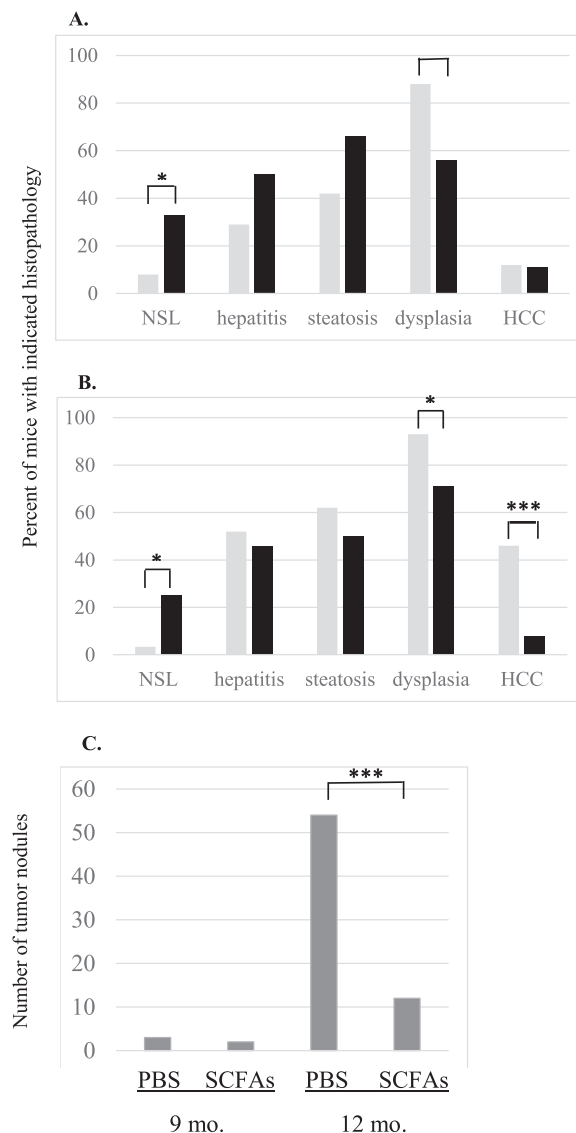 A.
Percent of mice with indicated histopathology
100
80
60
40
20
0
*
NSL hepatitis steatosis dysplasia HCC
B.
100
80
60
40
20
0
*
*
***
NSL hepatitis steatosis dysplasia HCC
C.
Number of tumor nodules
60
50
40
30
20
10
0
***
PBS SCFAs PBS SCFAs
9 mo. 12 mo.